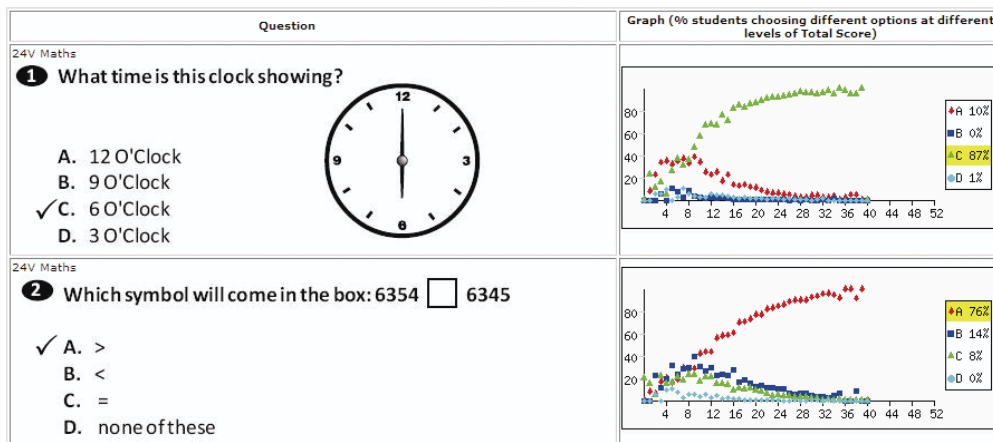 Question
Graph (% students choosing different options at different
levels of Total Score)
24V Maths
1 What time is this clock showing?
12
9
3
6
A. 12 O'Clock
B. 9 O'Clock
✓C. 6 O'Clock
D. 3 O'Clock
80
60
40
20
4 8 12 16 20 24 28 32 36 40 44 48 52
A 10%
B 0%
C 87%
D 1%
24V Maths
2 Which symbol will come in the box: 6354 □ 6345
✓ A. >
B. <
C. =
D. none of these
80
60
40
20
4 8 12 16 20 24 28 32 36 40 44 48 52
A 76%
B 14%
C 8%
D 0%